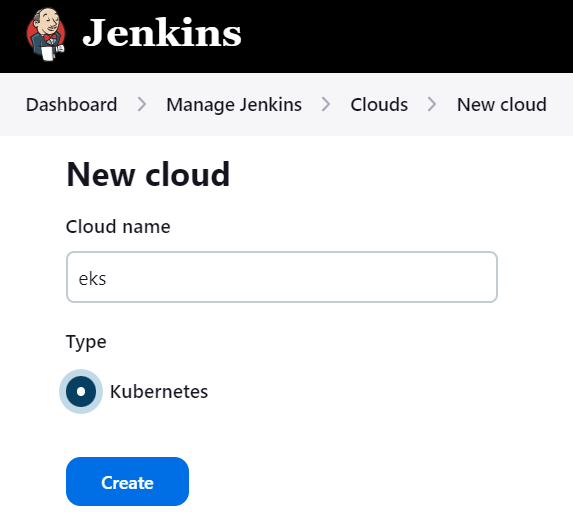 Jenkins
Dashboard > Manage Jenkins > Clouds > New cloud
New cloud
Cloud name
eks
Type
Kubernetes
Create